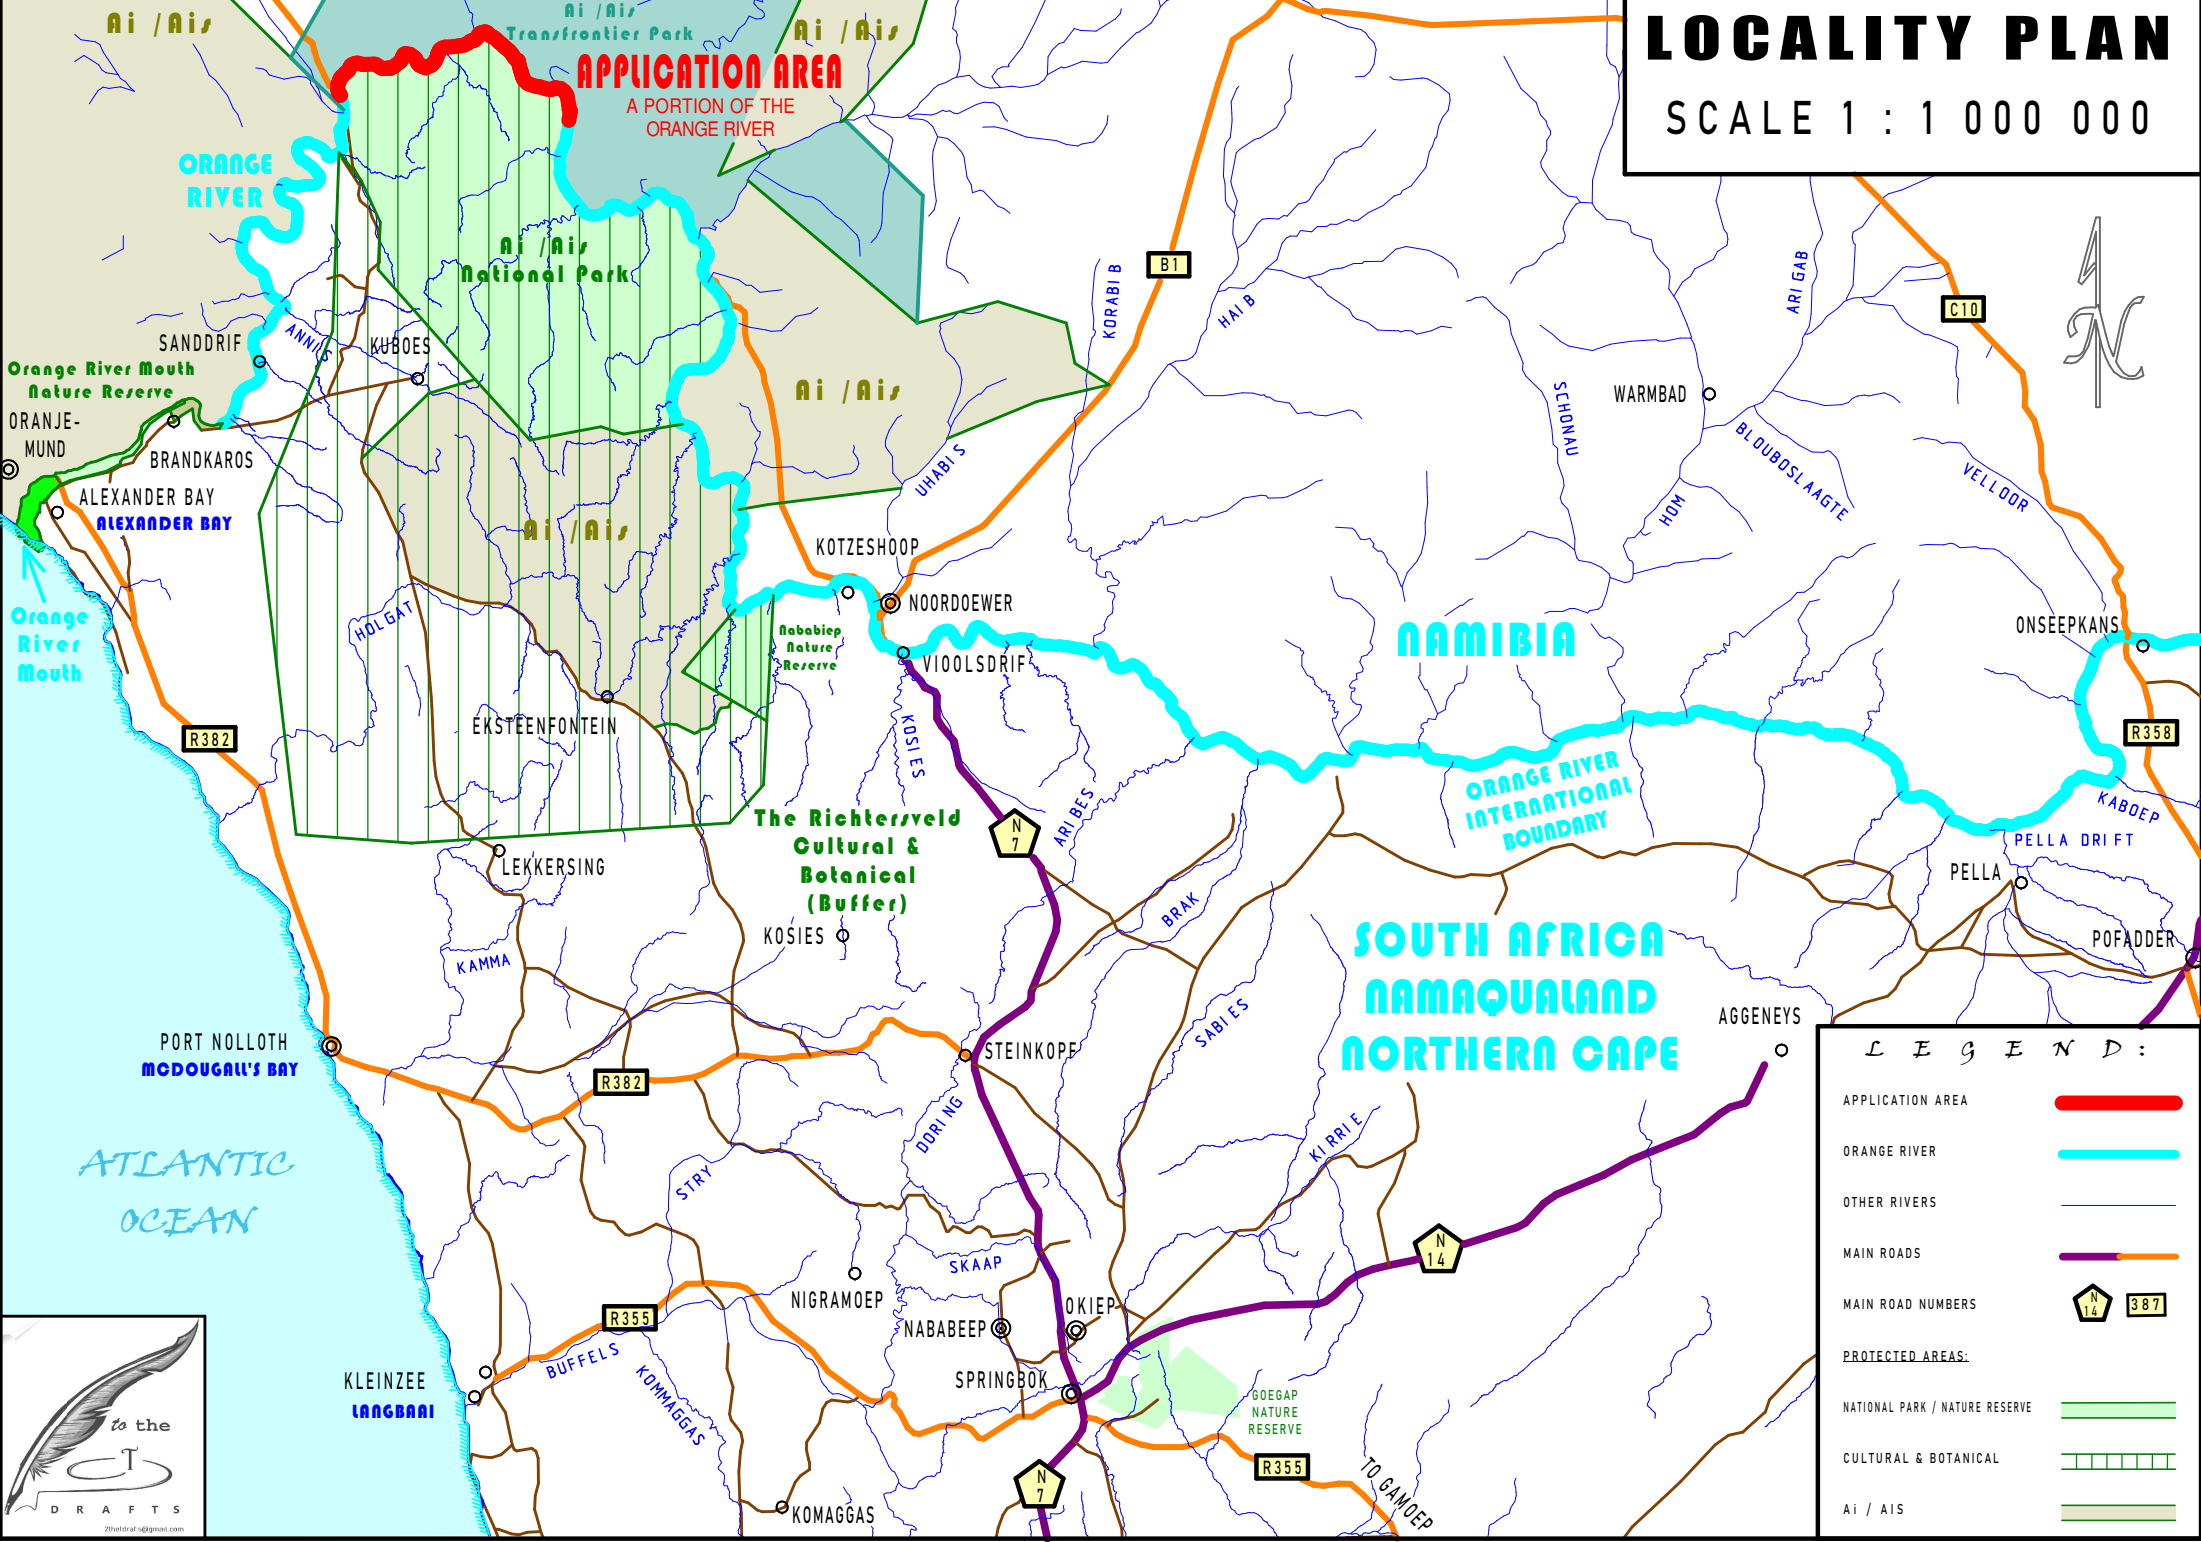 Ai /Ais
Ai /Ais
Transfrontier Park
Ai /Ais
APPLICATION AREA
A PORTION OF THE
ORANGE RIVER
LOCALITY PLAN
SCALE 1 : 1 000 000
ORANGE
RIVER
Ai /Ais
National Park
B1
KORABIB
HAIB
ARIGAB
C10
N
SANDDRIF
ANNIS
KUBOES
Orange River Mouth
Nature Reserve
ORANJE-
MUND
BRANDKAROS
ALEXANDER BAY
ALEXANDER BAY
Ai /Ais
WARMBAD
SCHONAU
BLOUBOSLAAGTE
VELLOOR
HOM
UHABIS
Ai /Ais
KOTZESHOOP
NOORDOEWER
VIOOLSDRIF
Orange
River
Mouth
HOLGAT
Nababiep
Nature
Reserve
NAMIBIA
ONSEEPKANS
EKSTEENFONTEIN
KOSIES
R382
R358
ORANGE RIVER
INTERNATIONAL
BOUNDARY
KABOEP
PELLA DRIFT
ARIBES
N
7
The Richtersveld
Cultural &
Botanical
(Buffer)
LEKKERSING
PELLA
BRAK
KOSIES
KAMMA
SOUTH AFRICA
NAMAQUALAND
NORTHERN CAPE
POFADDER
AGGENEYS
SABIES
PORT NOLLOTH
MCDOUGALL'S BAY
STEINKOPF
R382
DORING
KIRRIE
STRY
ATLANTIC
OCEAN
SKAAP
N
14
NIGRAMOEP
OKIEP
NABABEEP
R355
BUFFELS
KOMMAGGAS
SPRINGBOK
KLEINZEE
LANGBAAI
GOEGAP
NATURE
RESERVE
R355
N
7
TO GAMOEP
KOMAGGAS
LEGEND:
APPLICATION AREA
ORANGE RIVER
OTHER RIVERS
MAIN ROADS
MAIN ROAD NUMBERS
N
14
387
PROTECTED AREAS:
NATIONAL PARK / NATURE RESERVE
CULTURAL & BOTANICAL
Ai / AIS
to the
T
DRAFTS
2thetdrafts@gmail.com